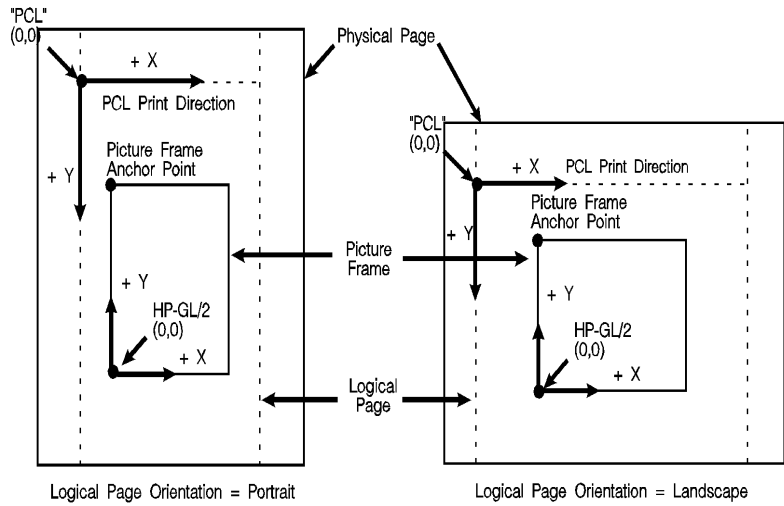 "PCL"
(0,0)
+ X
PCL Print Direction
Picture Frame
Anchor Point
+ Y
+ Y
HP-GL/2
(0,0)
+ X
Logical Page Orientation = Portrait
Physical Page
Picture
Frame
Logical
Page
"PCL"
(0,0)
+ X
PCL Print Direction
Picture Frame
Anchor Point
+ Y
+ Y
HP-GL/2
(0,0)
+ X
Logical Page Orientation = Landscape